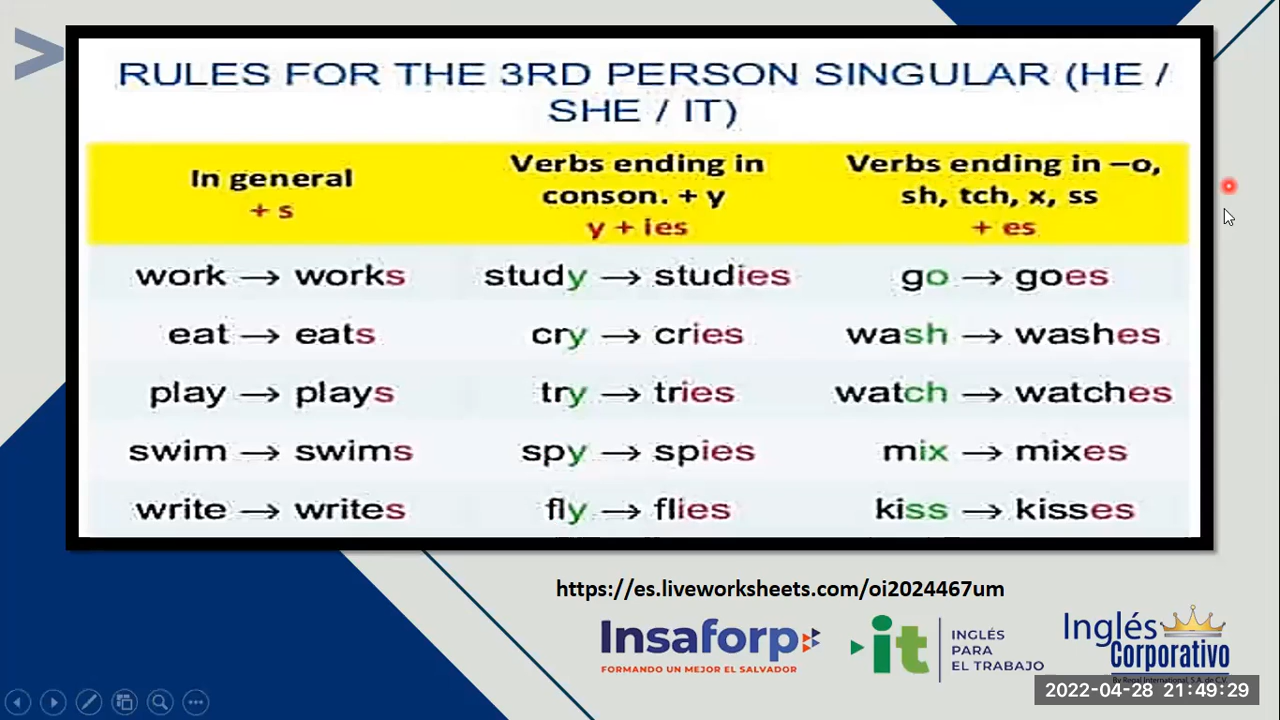 RULES FOR THE 3RD PERSON SINGULAR (HE /
SHE / IT)
In general
+ s
Verbs ending in
conson. + y
y + ies
Verbs ending in –o,
sh, tch, x, ss
+ es
work → works
study → studies
go → goes
eat → eats
cry → cries
wash → washes
play → plays
try → tries
watch → watches
swim → swims
spy → spies
mix → mixes
write → writes
fly → flies
kiss → kisses
https://es.liveworksheets.com/oi2024467um
Insaforp
FORMANDO UN MEJOR EL SALVADOR
it
INGLÉS
PARA
EL TRABAJO
Inglés
Corporativo
By Repal International, S.A. de C.V.
2022-04-28 21:49:29